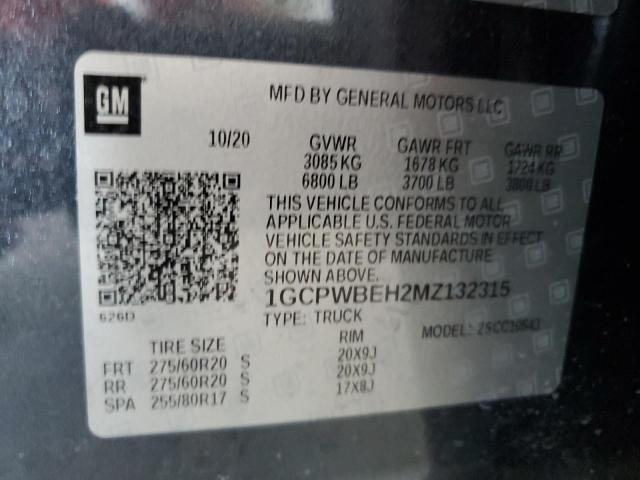 GM
MFD BY GENERAL MOTORS LLC
10/20 GVWR GAWR FRT GAWR RR
3085 KG 1678 KG 1724 KG
6800 LB 3700 LB 3800 LB
THIS VEHICLE CONFORMS TO ALL
APPLICABLE U.S. FEDERAL MOTOR
VEHICLE SAFETY STANDARDS IN EFFECT
ON THE DATE OF MANUFACTURE
SHOWN ABOVE.
1GCPWBEH2MZ132315
626D
TYPE: TRUCK MODEL:
TIRE SIZE RIM
FRT 275/60R20 S 20X9J
RR 275/60R20 S 20X9J
SPA 255/80R17 S 17X8J